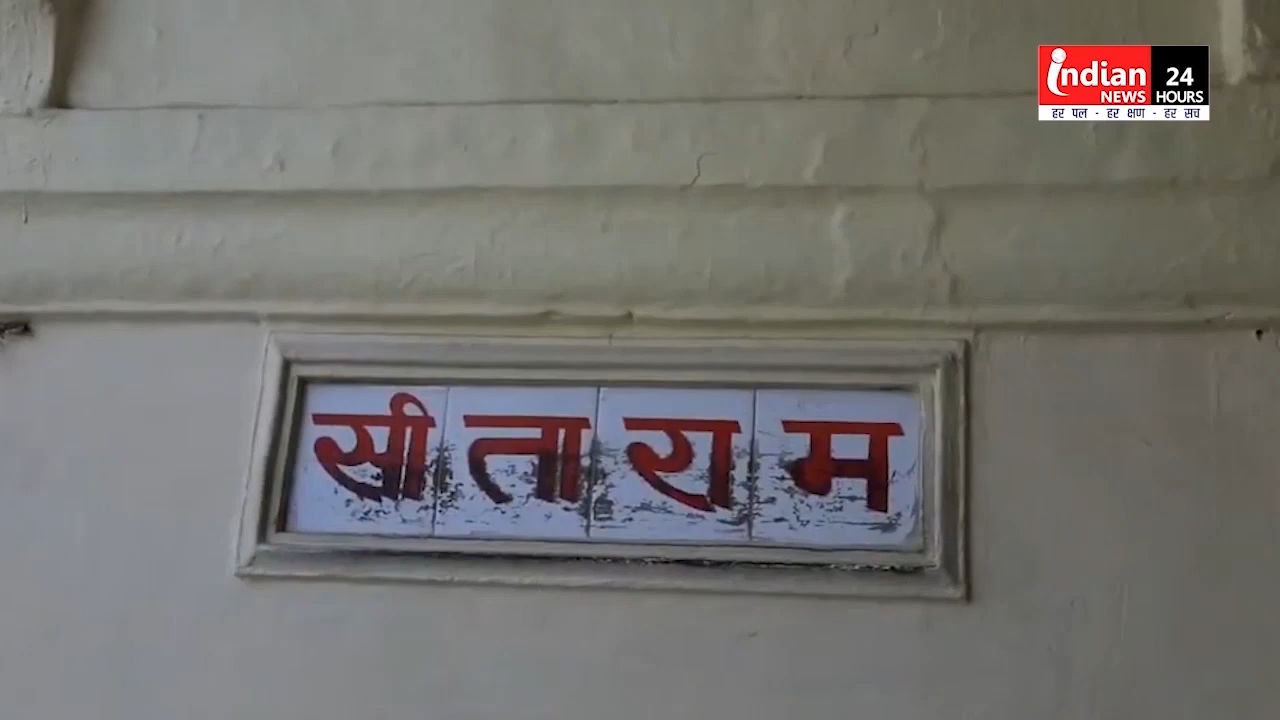 indian NEWS 24 HOURS
हर पल - हर क्षण - हर सच
सीता राम